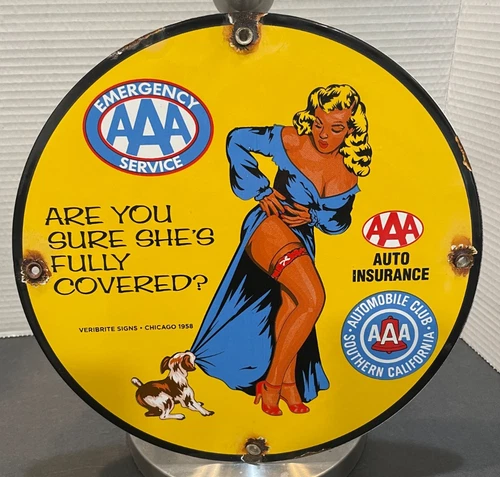 EMERGENCY
AAA
SERVICE
ARE YOU
SURE SHE'S
FULLY
COVERED?
VERIBRITE SIGNS • CHICAGO 1958
AAA
AUTO
INSURANCE
AUTOMOBILE CLUB
AAA
SOUTHERN CALIFORNIA